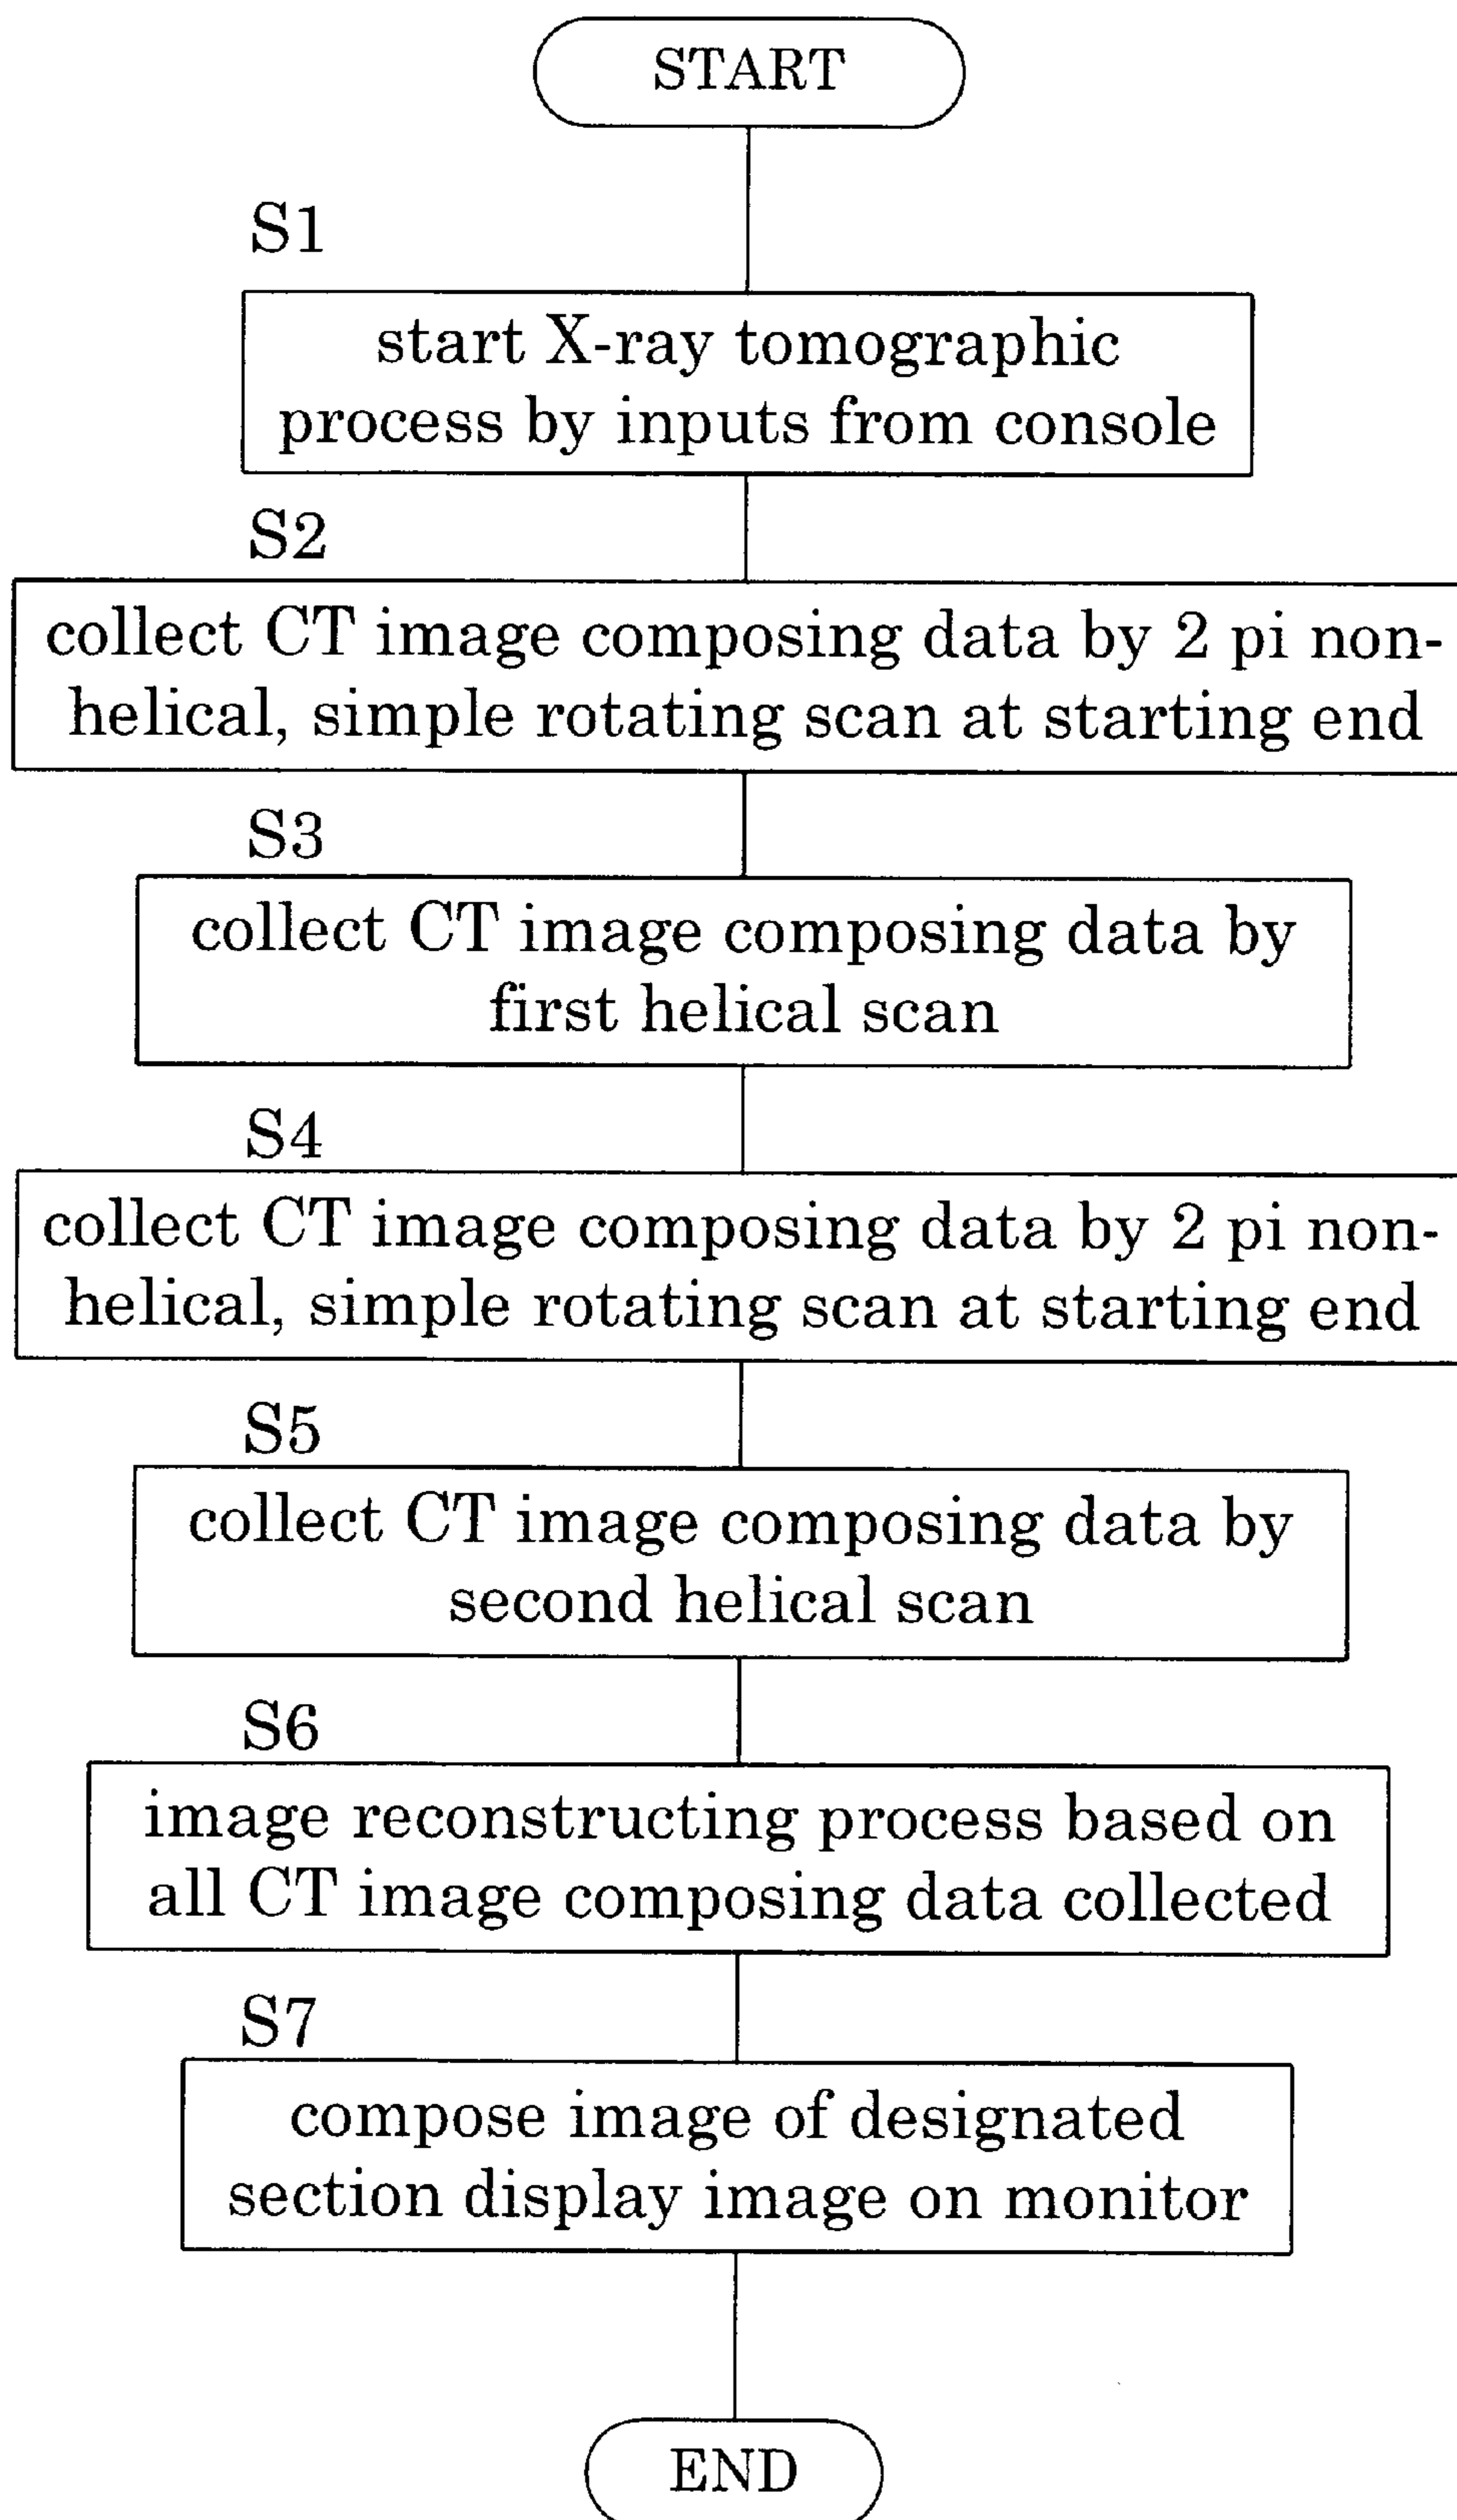 START
S1
start X-ray tomographic
process by inputs from console
S2
collect CT image composing data by 2 pi non-
helical, simple rotating scan at starting end
S3
collect CT image composing data by
first helical scan
S4
collect CT image composing data by 2 pi non-
helical, simple rotating scan at starting end
S5
collect CT image composing data by
second helical scan
S6
image reconstructing process based on
all CT image composing data collected
S7
compose image of designated
section display image on monitor
END